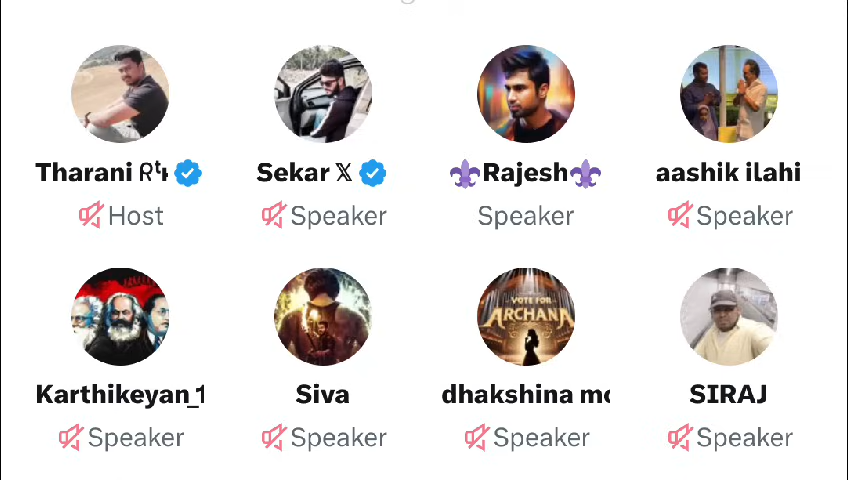 Tharani
Sekar 𝕏
⚜Rajesh⚜
aashik ilahi
Host
Speaker
Speaker
Speaker
VOTE FOR
ARCHANA
Karthikeyan_1
Siva
dhakshina mo
SIRAJ
Speaker
Speaker
Speaker
Speaker